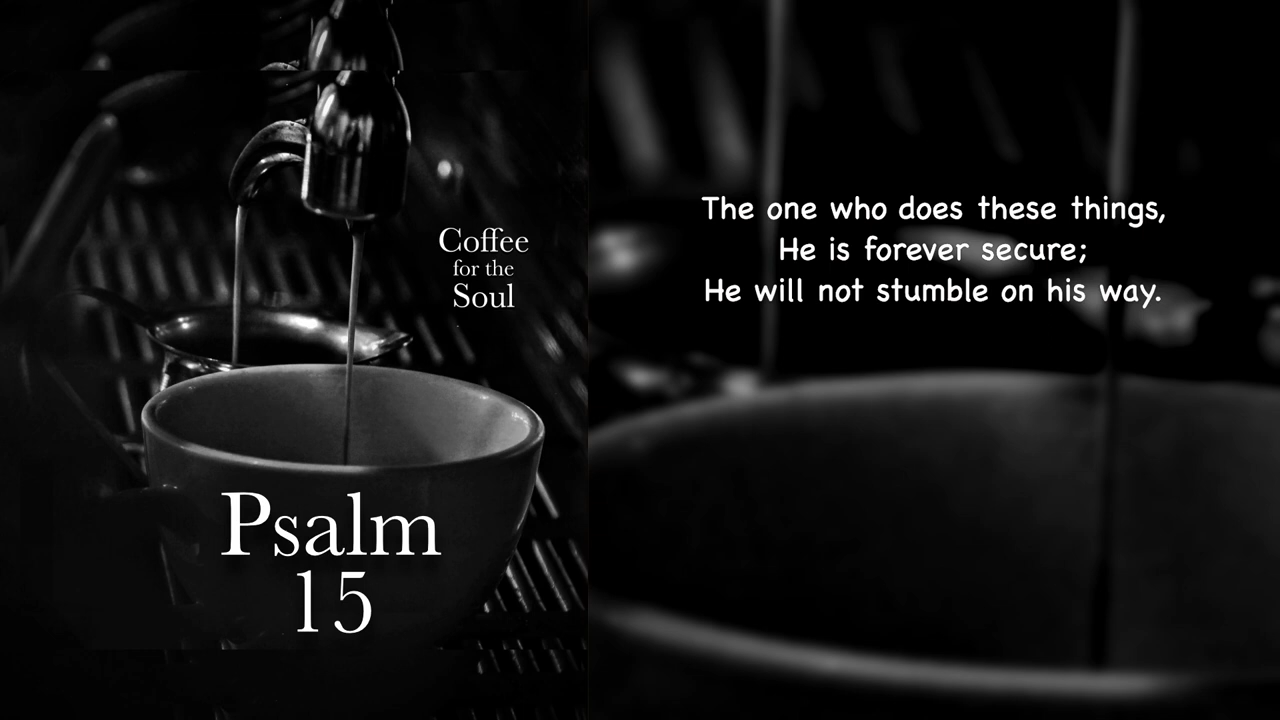 Coffee
for the
Soul
Psalm
15
The one who does these things,
He is forever secure;
He will not stumble on his way.